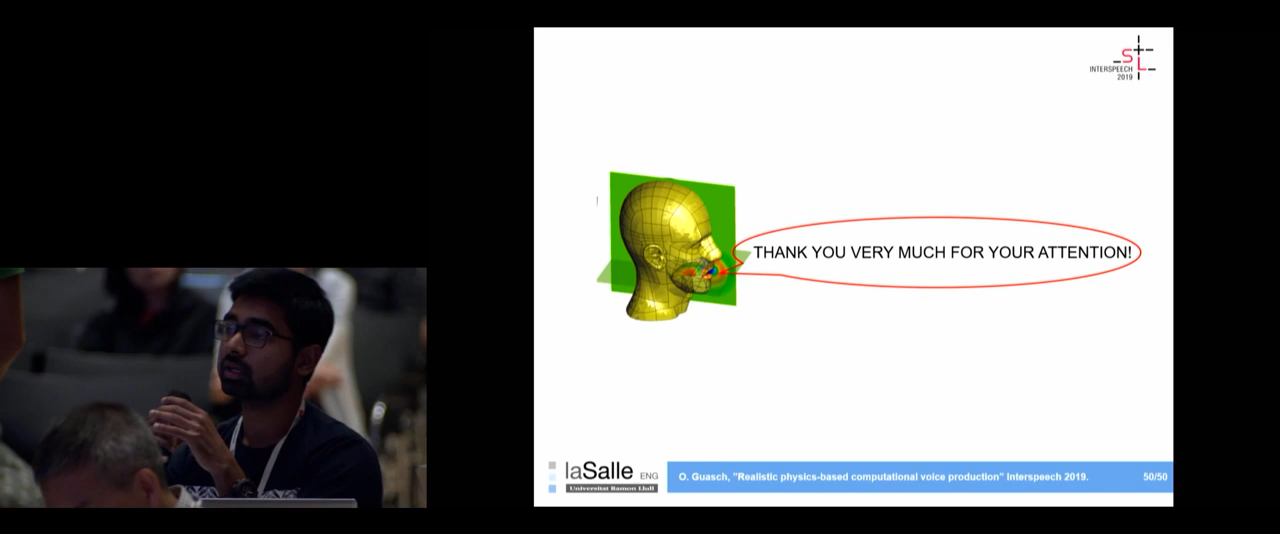 INTERSPEECH
2019
THANK YOU VERY MUCH FOR YOUR ATTENTION!
laSalle ENG
Universitat Ramon Llull
O. Guasch, "Realistic physics-based computational voice production" Interspeech 2019.
50/50